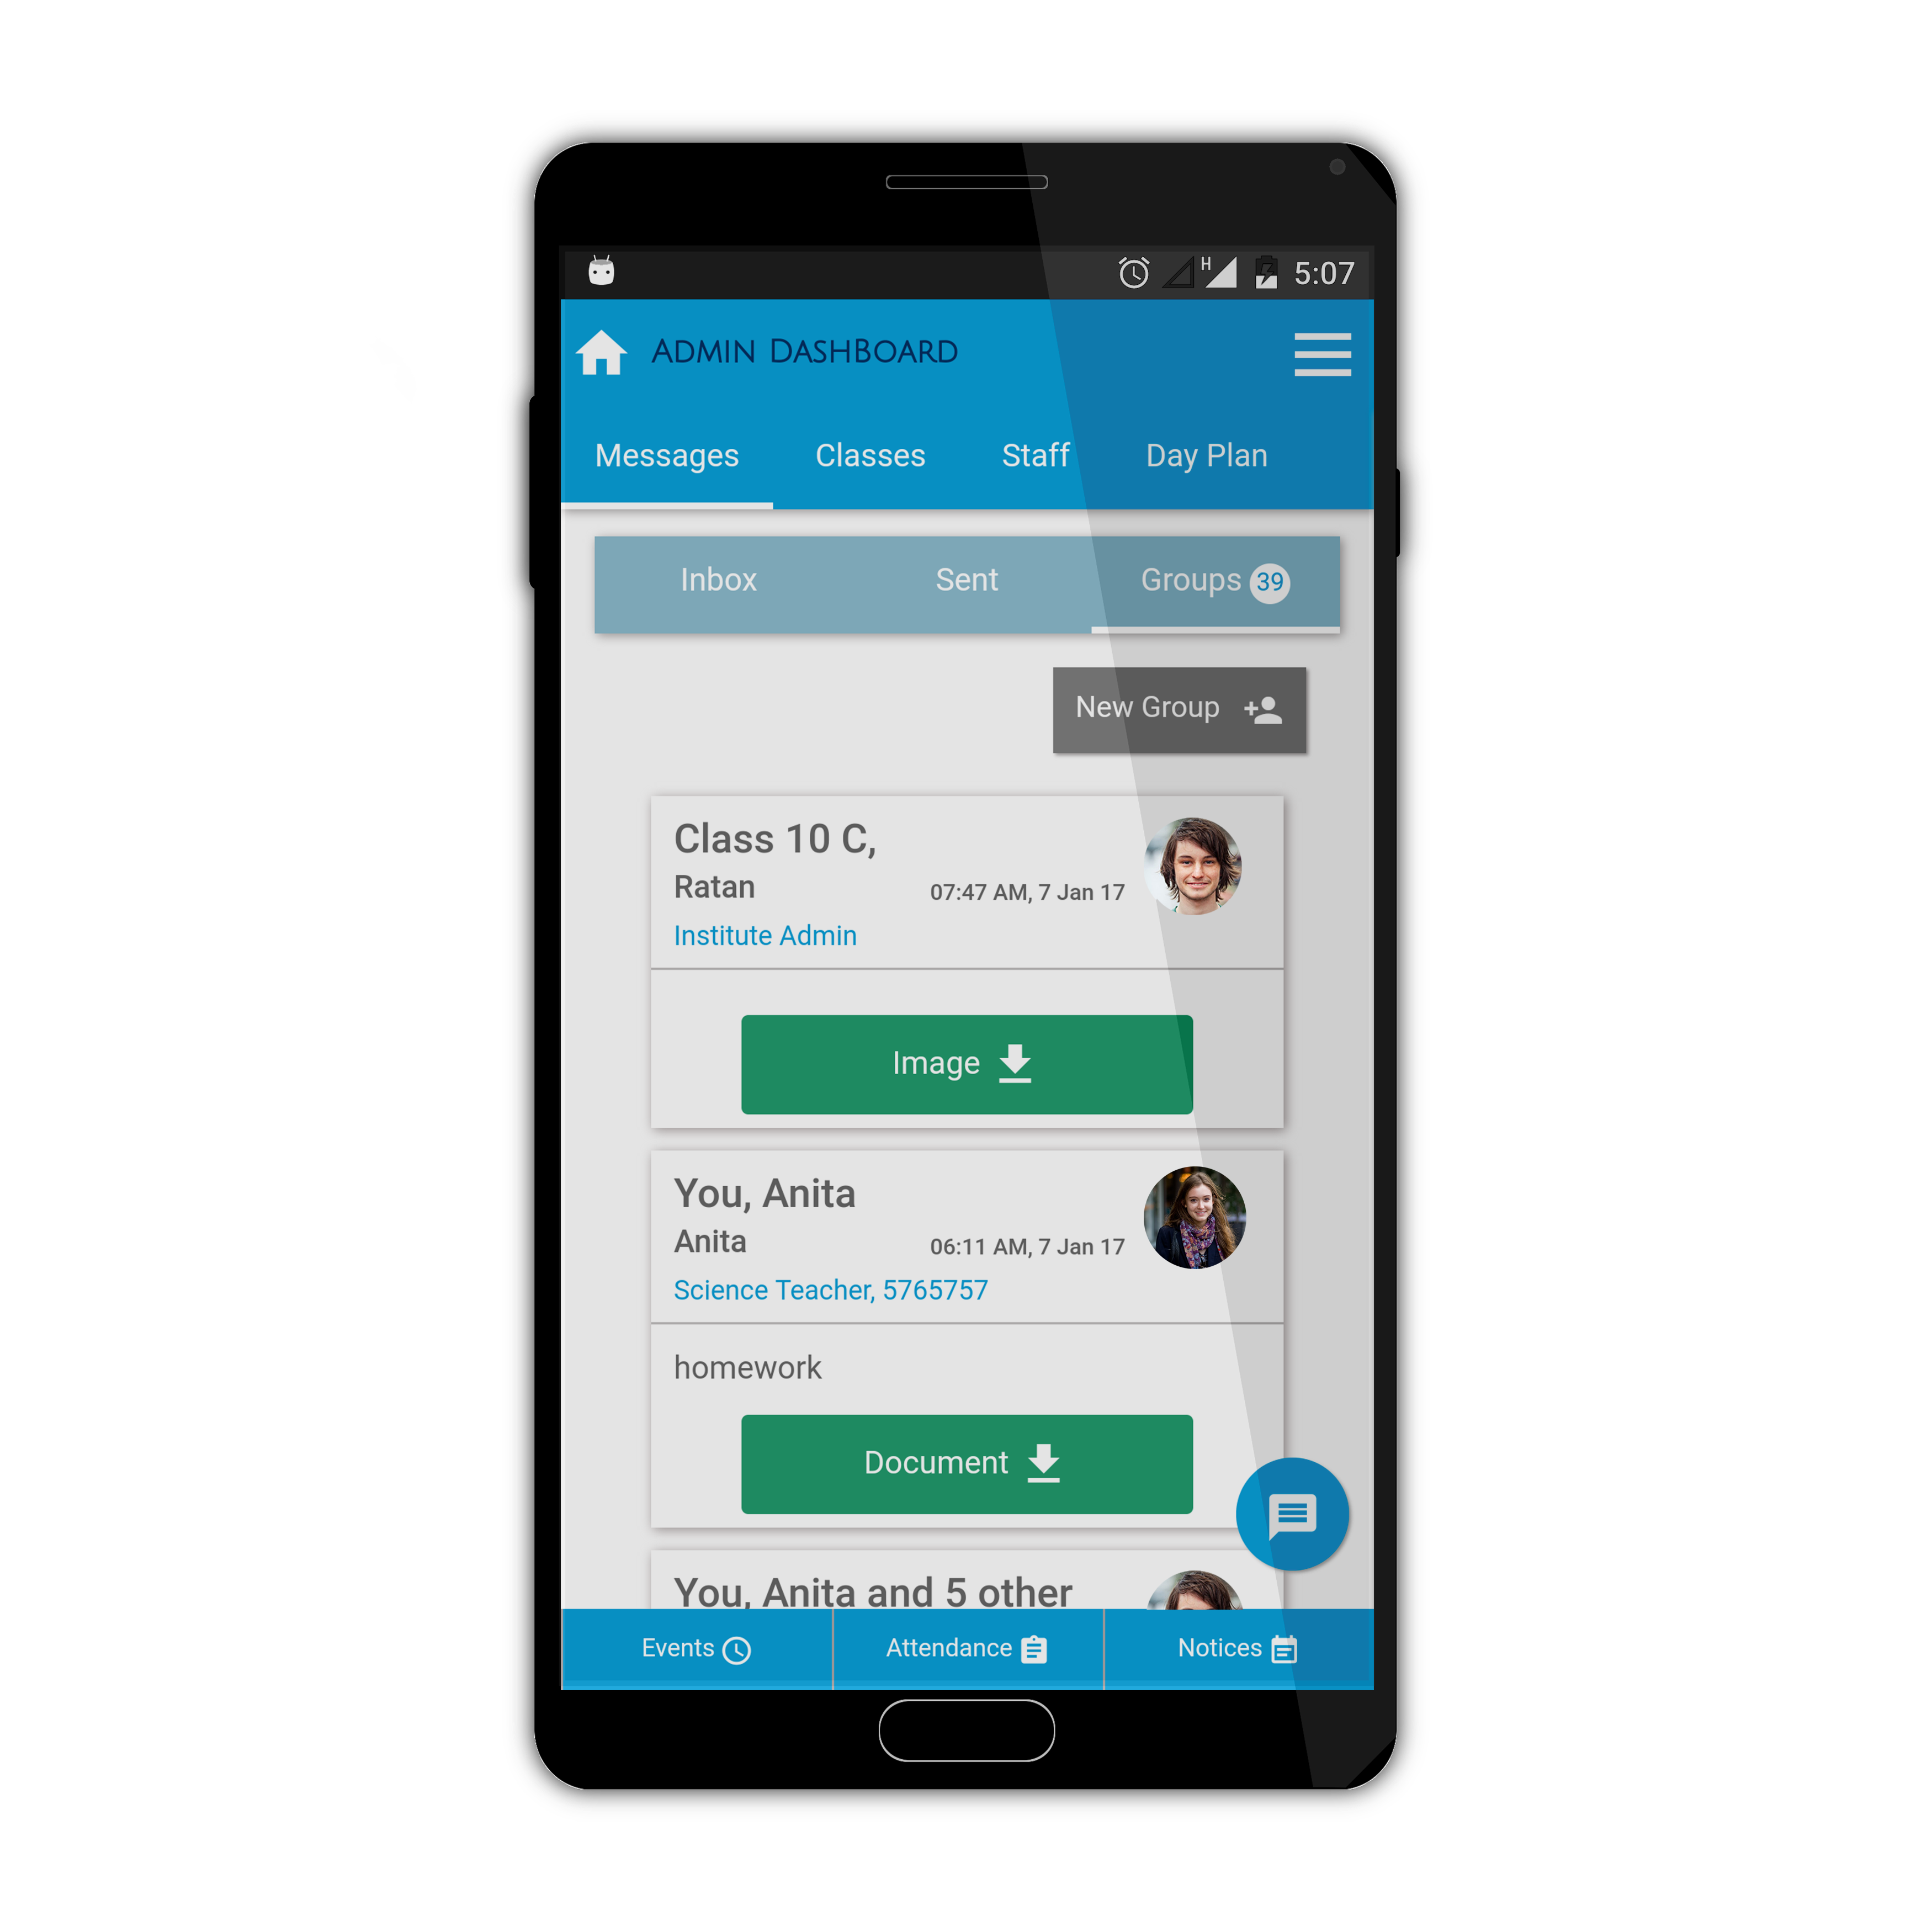 H 5:07
Admin DashBoard
Messages Classes Staff Day Plan
Inbox Sent Groups 39
New Group
Class 10 C,
Ratan 07:47 AM, 7 Jan 17
Institute Admin
Image
You, Anita
Anita 06:11 AM, 7 Jan 17
Science Teacher, 5765757
homework
Document
You, Anita and 5 other
Events Attendance Notices